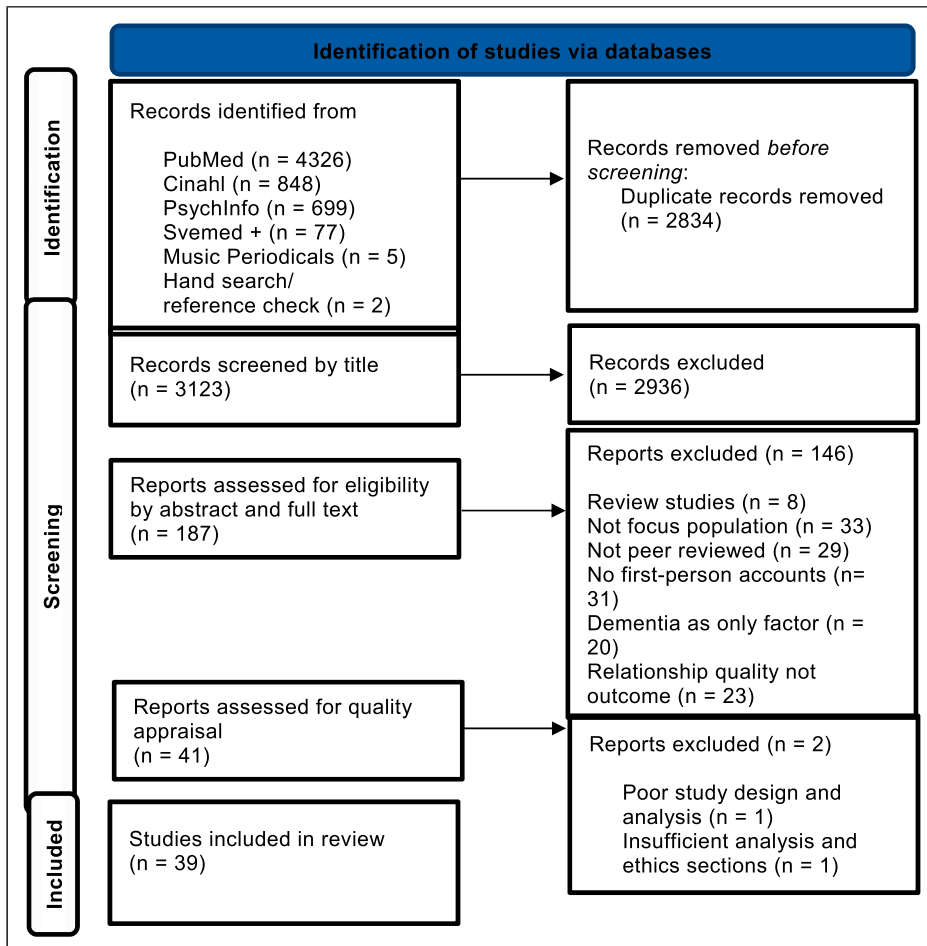 Identification of studies via databases
Identification
Records identified from
PubMed (n = 4326)
Cinahl (n = 848)
PsychInfo (n = 699)
Svemed + (n = 77)
Music Periodicals (n = 5)
Hand search/
reference check (n = 2)
Records removed before
screening:
Duplicate records removed
(n = 2834)
Screening
Records screened by title
(n = 3123)
Records excluded
(n = 2936)
Reports assessed for eligibility
by abstract and full text
(n = 187)
Reports excluded (n = 146)
Review studies (n = 8)
Not focus population (n = 33)
Not peer reviewed (n = 29)
No first-person accounts (n=
31)
Dementia as only factor (n =
20)
Relationship quality not
outcome (n = 23)
Reports assessed for quality
appraisal
(n = 41)
Reports excluded (n = 2)
Poor study design and
analysis (n = 1)
Insufficient analysis and
ethics sections (n = 1)
Included
Studies included in review
(n = 39)